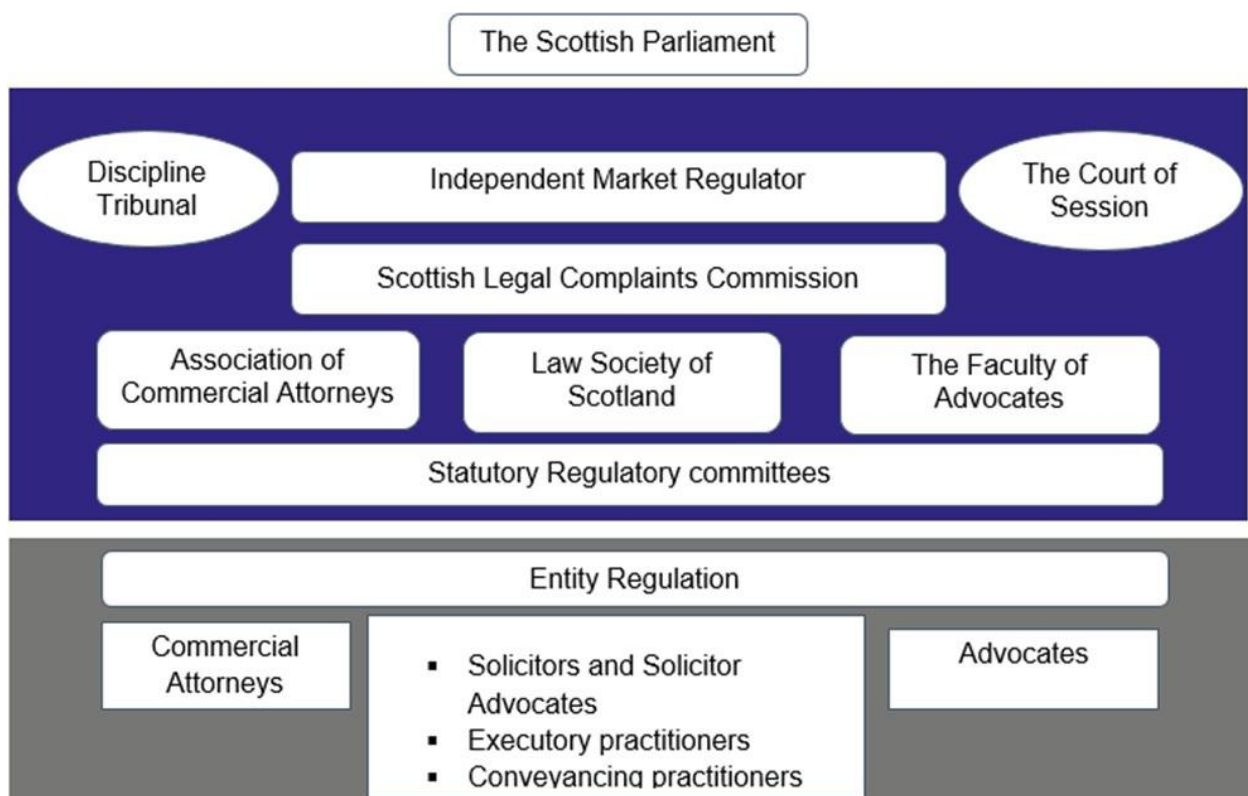 The Scottish Parliament
Discipline
Tribunal
Independent Market Regulator
The Court of
Session
Scottish Legal Complaints Commission
Association of
Commercial Attorneys
Law Society of
Scotland
The Faculty of
Advocates
Statutory Regulatory committees
Entity Regulation
Commercial
Attorneys
▪ Solicitors and Solicitor
Advocates
▪ Executory practitioners
▪ Conveyancing practitioners
Advocates